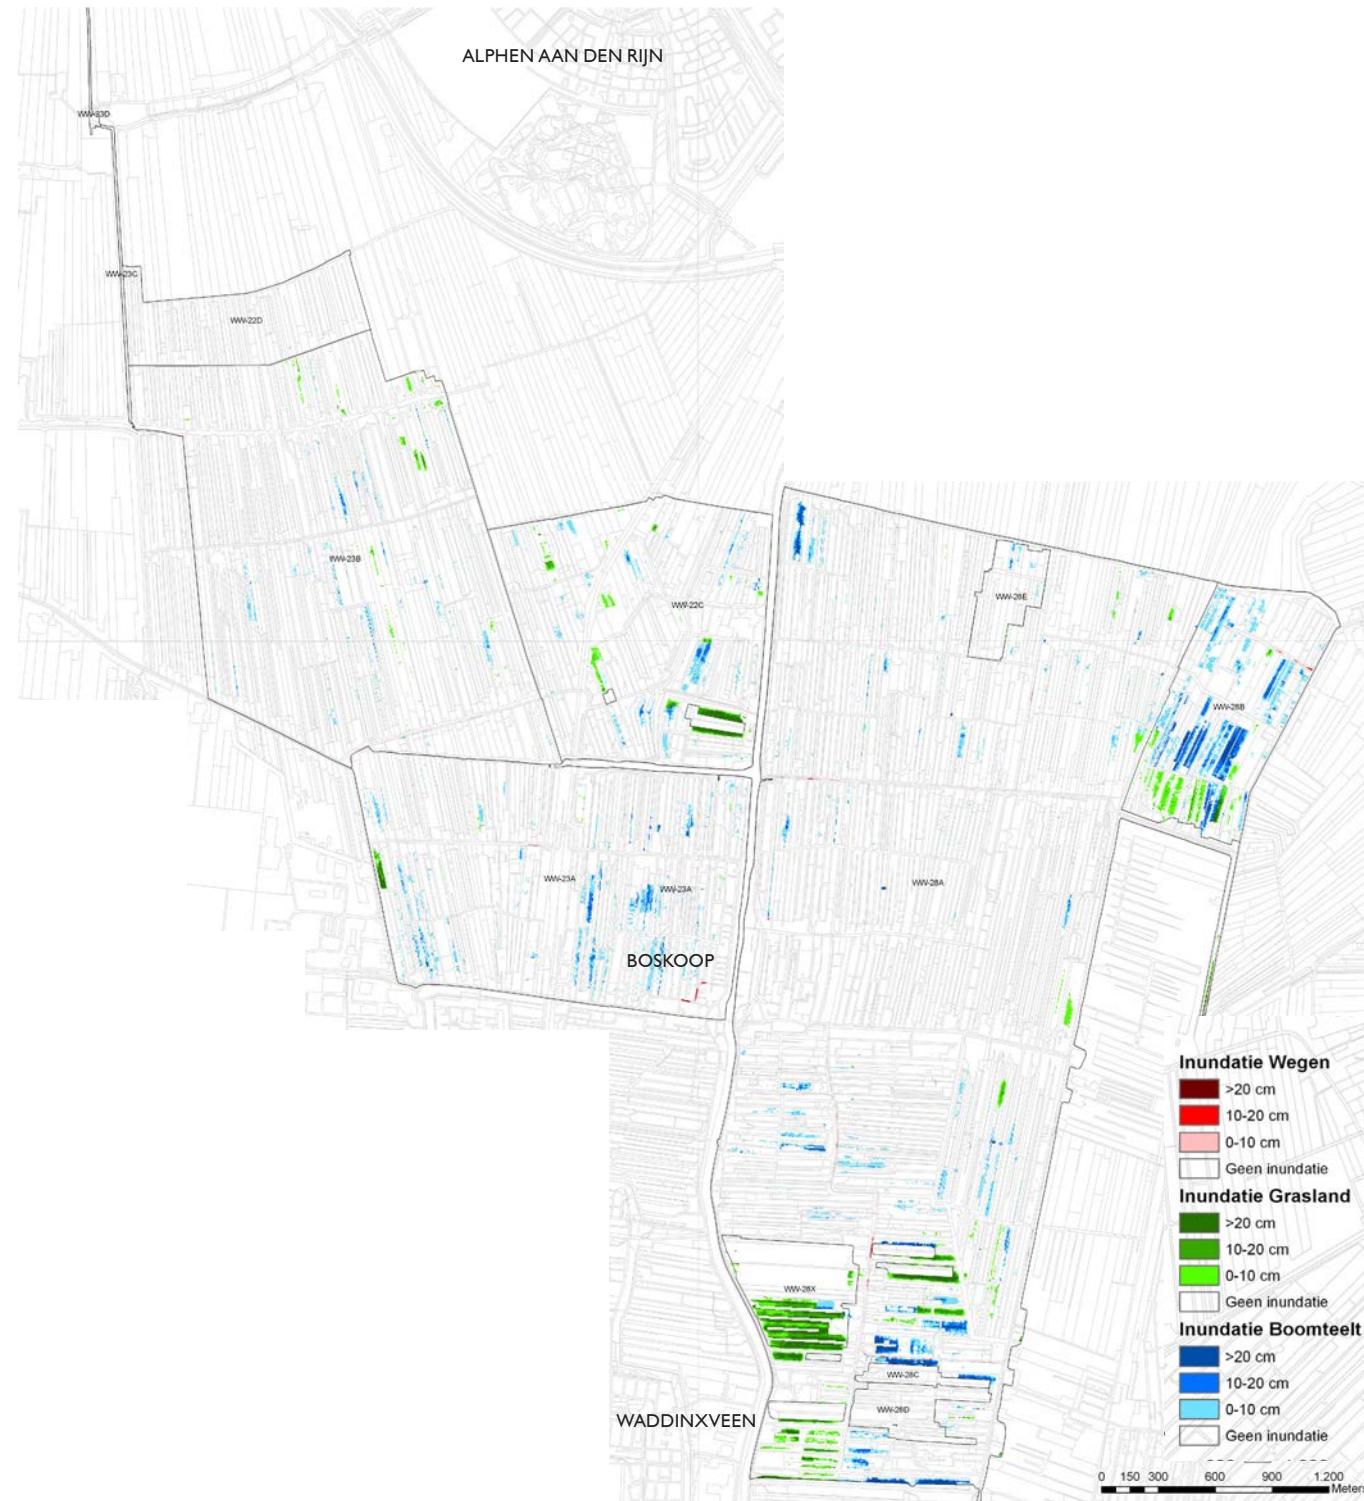 ALPHEN AAN DEN RIJN
WW-23D
WW-23C
WW-22D
WW-23B
WW-22C
WW-28E
WW-28B
WW-23A
WW-23A
WW-28A
BOSKOOP
Inundatie Wegen
>20 cm
10-20 cm
0-10 cm
Geen inundatie
Inundatie Grasland
>20 cm
10-20 cm
0-10 cm
Geen inundatie
Inundatie Boomteelt
>20 cm
10-20 cm
0-10 cm
Geen inundatie
WW-28X
WW-28C
WW-28D
WADDINXVEEN
0 150 300 600 900 1.200
Meter